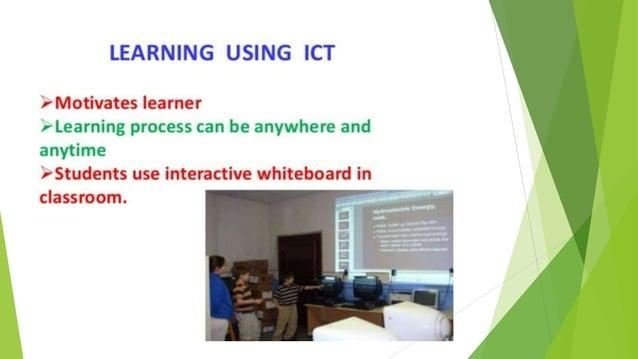 LEARNING USING ICT
➢Motivates learner
➢Learning process can be anywhere and
anytime
➢Students use interactive whiteboard in
classroom.
Hydroelectric Energy,
cont.